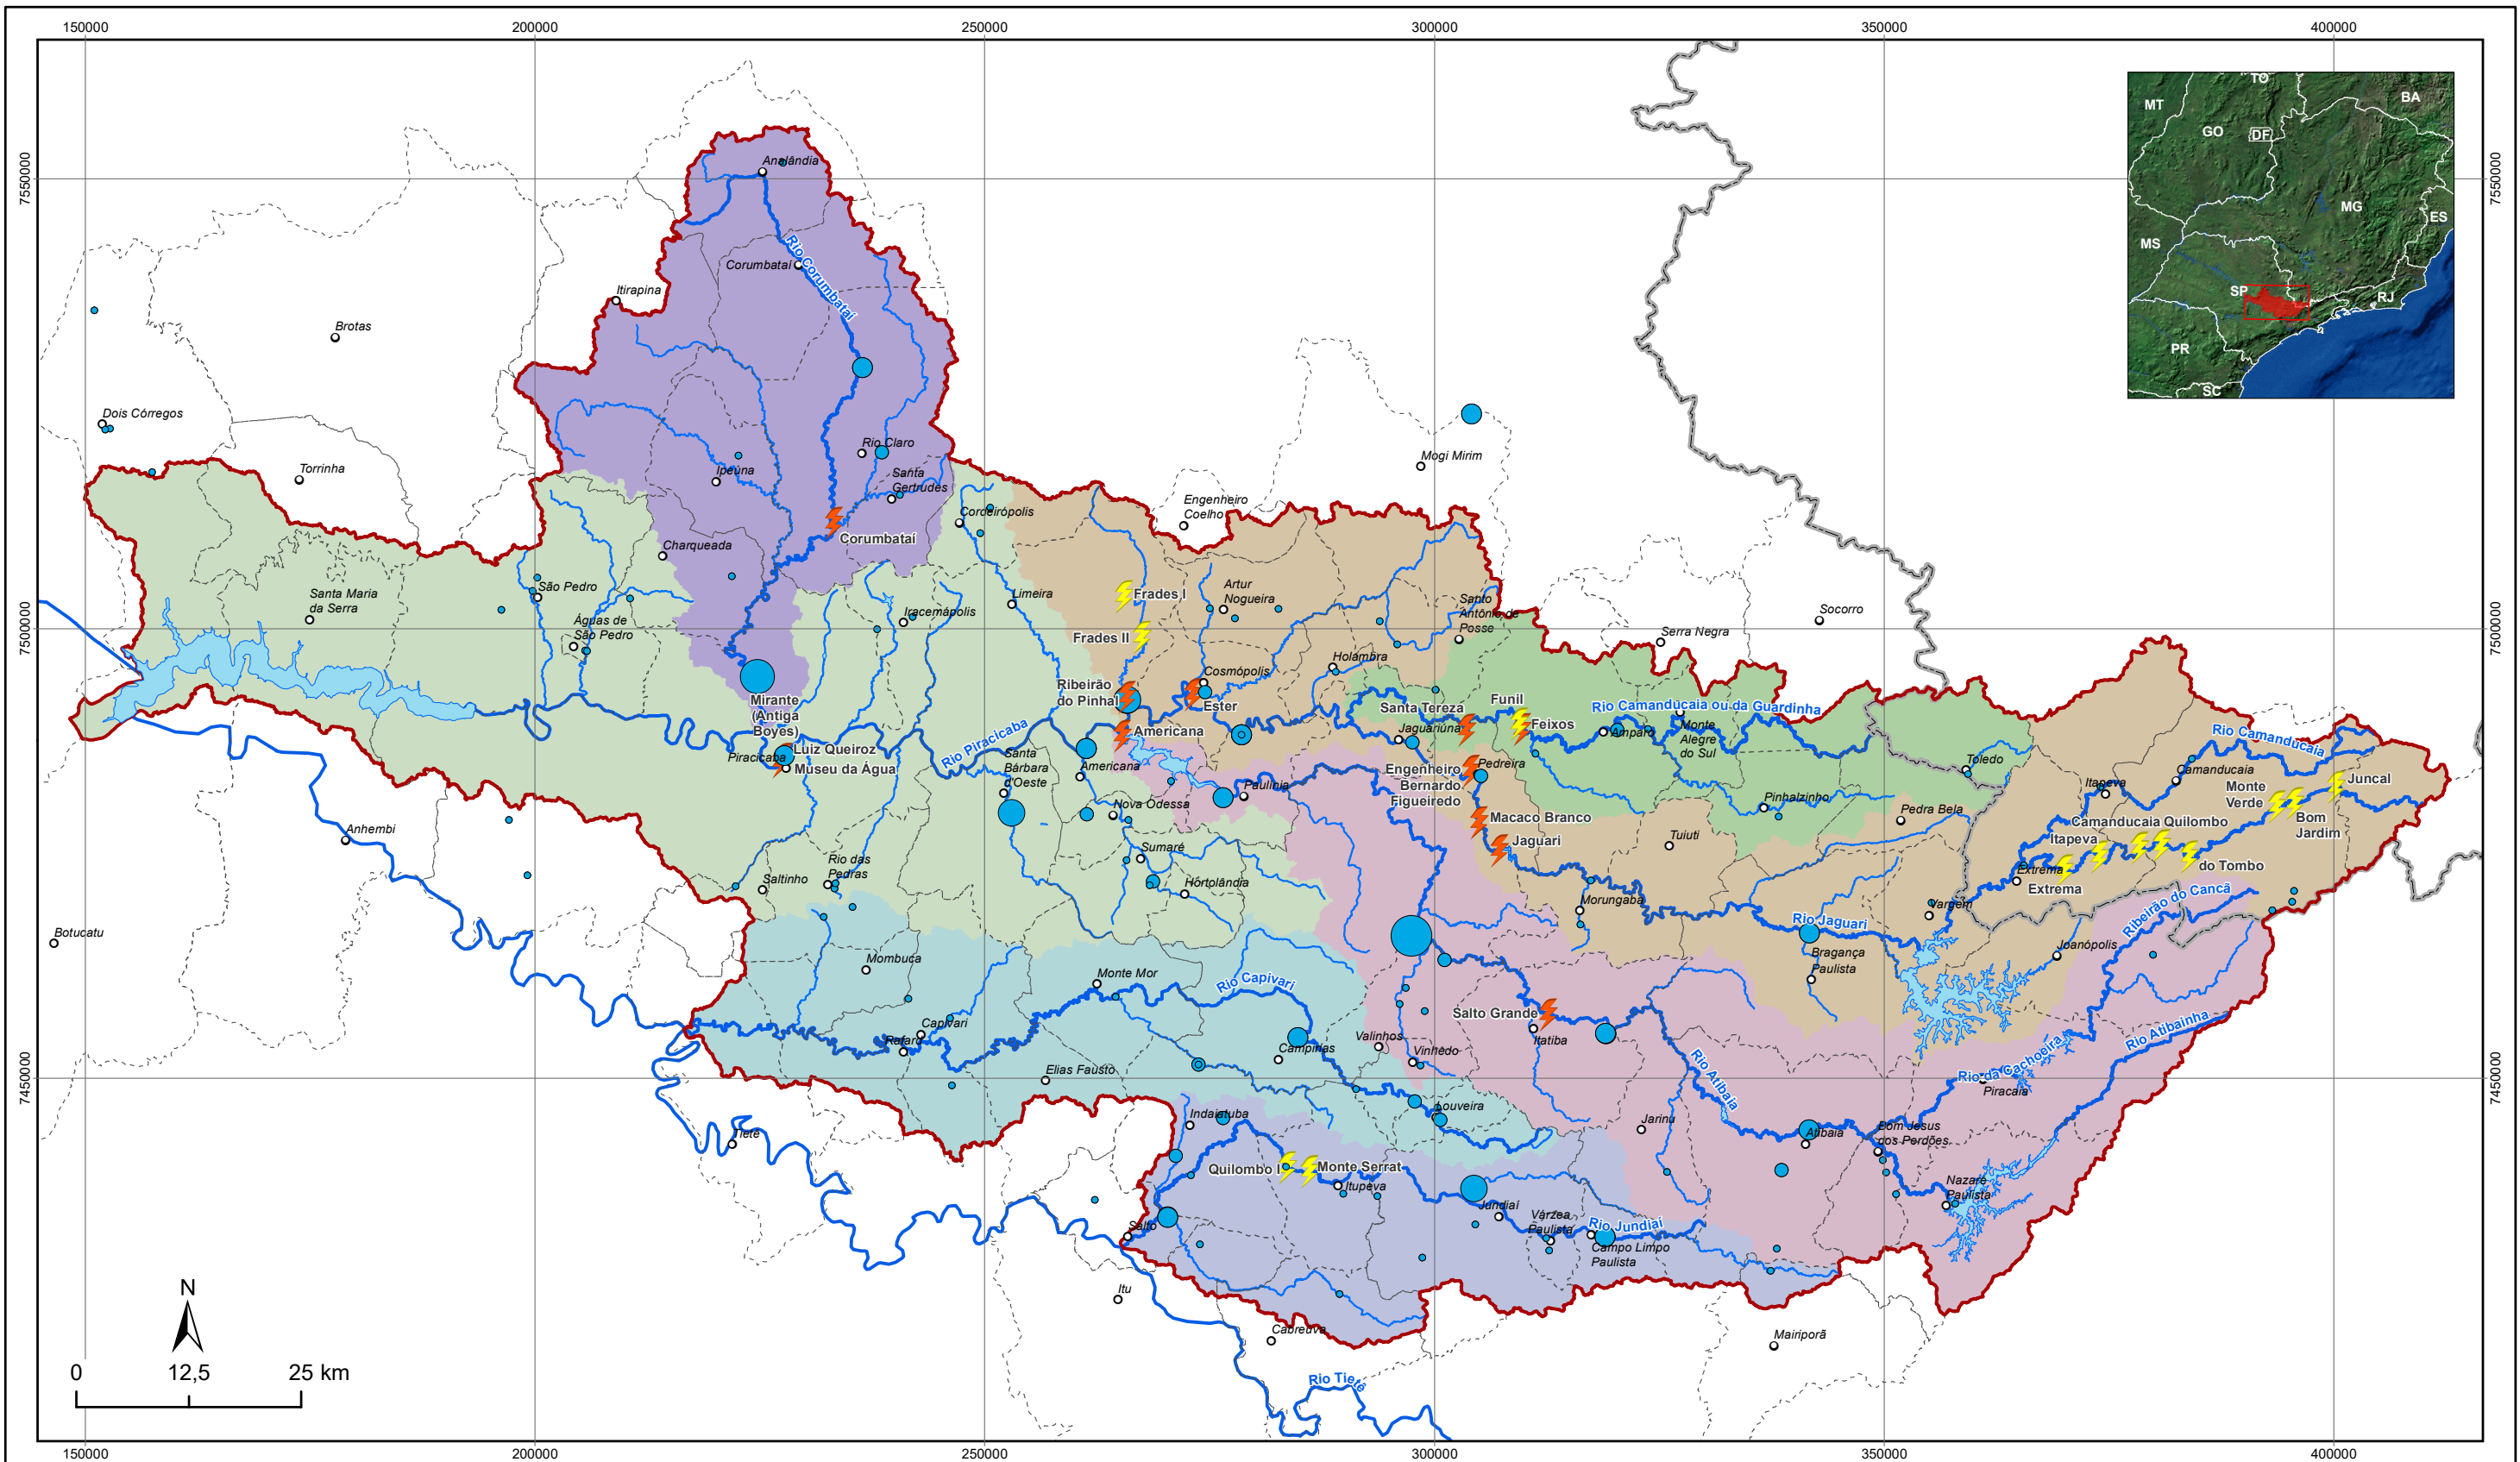 150000
200000
250000
300000
350000
400000
7550000
7550000
7500000
7500000
7450000
7450000
TO
BA
MT
GO
DF
MG
ES
MS
SP
RJ
PR
SC
Analândia
Rio Corumbataí
Corumbataí
Itirapina
Brotas
Dois Córregos
Torrinha
Rio Claro
Ipeúna
Santa
Gertrudes
Mogi Mirim
Engenheiro
Coelho
Cordeirópolis
Corumbataí
Charqueada
São Pedro
Santa Maria
da Serra
Águas de
São Pedro
Iracemápolis
Limeira
Frades I
Artur
Nogueira
Santo
Antônio de
Posse
Socorro
Serra Negra
Frades II
Holambra
Cosmópolis
Ribeirão
do Pinhal
Ester
Mirante
(Antiga
Boyes)
Santa Tereza
Funil
Feixos
Rio Camanducaia ou da Guardinha
Jaguariúna
Amparo
Monte
Alegre
do Sul
Americana
Rio Piracicaba
Luiz Queiroz
Piracicaba
Museu da Água
Santa
Bárbara
d'Oeste
Americana
Paulínia
Nova Odessa
Engenheiro
Bernardo
Figueiredo
Pedreira
Toledo
Rio Camanducaia
Camanducaia
Itapeva
Monte
Verde
Juncal
Bom
Jardim
Pinhalzinho
Pedra Bela
Macaco Branco
Jaguari
Tuiuti
Camanducaia Quilombo
Itapeva
do Tombo
Extrema
Extrema
Anhembi
Sumaré
Hortolândia
Saltinho
Rio das
Pedras
Morungaba
Vargem
Ribeirão do Cancã
Rio Jaguari
Bragança
Paulista
Joanópolis
Botucatu
Mombuca
Monte Mor
Rio Capivari
Salto Grande
Itatiba
Valinhos
Vinhedo
Campinas
Capivari
Rafard
Elias Fausto
Rio Atibaia
Rio da Cachoeira
Rio Atibainha
Piracaia
Tietê
Indaiatuba
Louveira
Jarinu
Atibaia
Bom Jesus
dos Perdões
Quilombo I
Monte Serrat
Itupeva
Nazaré
Paulista
Jundiaí
Várzea
Paulista
Rio Jundiaí
Campo Limpo
Paulista
Salto
Itu
Cabreúva
Mairiporã
Rio Tietê
N
0
12,5
25 km
150000
200000
250000
300000
350000
400000